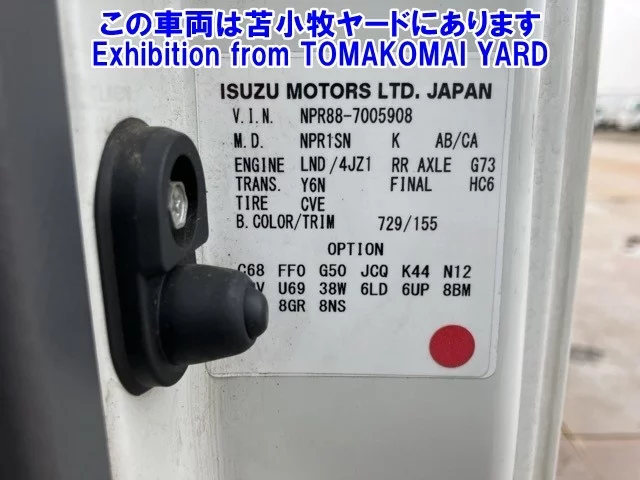 この車両は苫小牧ヤードにあります
Exhibition from TOMAKOMAI YARD
ISUZU MOTORS LTD. JAPAN
V.I.N. NPR88-7005908
M.D. NPR1SN K AB/CA
ENGINE LND/4JZ1 RR AXLE G73
TRANS. Y6N FINAL HC6
TIRE CVE
B.COLOR/TRIM 729/155
OPTION
C68 FF0 G50 JCQ K44 N12
U69 38W 6LD 6UP 8BM
8GR 8NS